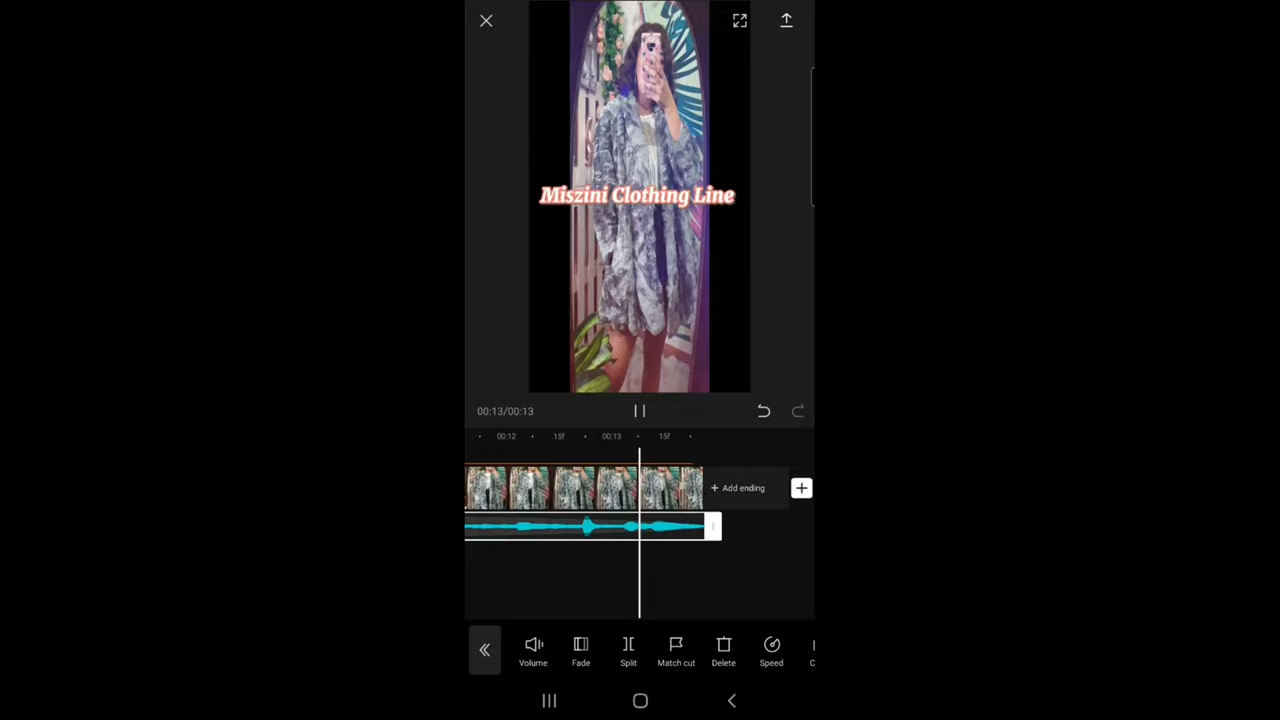 Miszini Clothing Line
00:13/00:13
00:12 15f 00:13 15f
+ Add ending
Volume Fade Split Match cut Delete Speed C